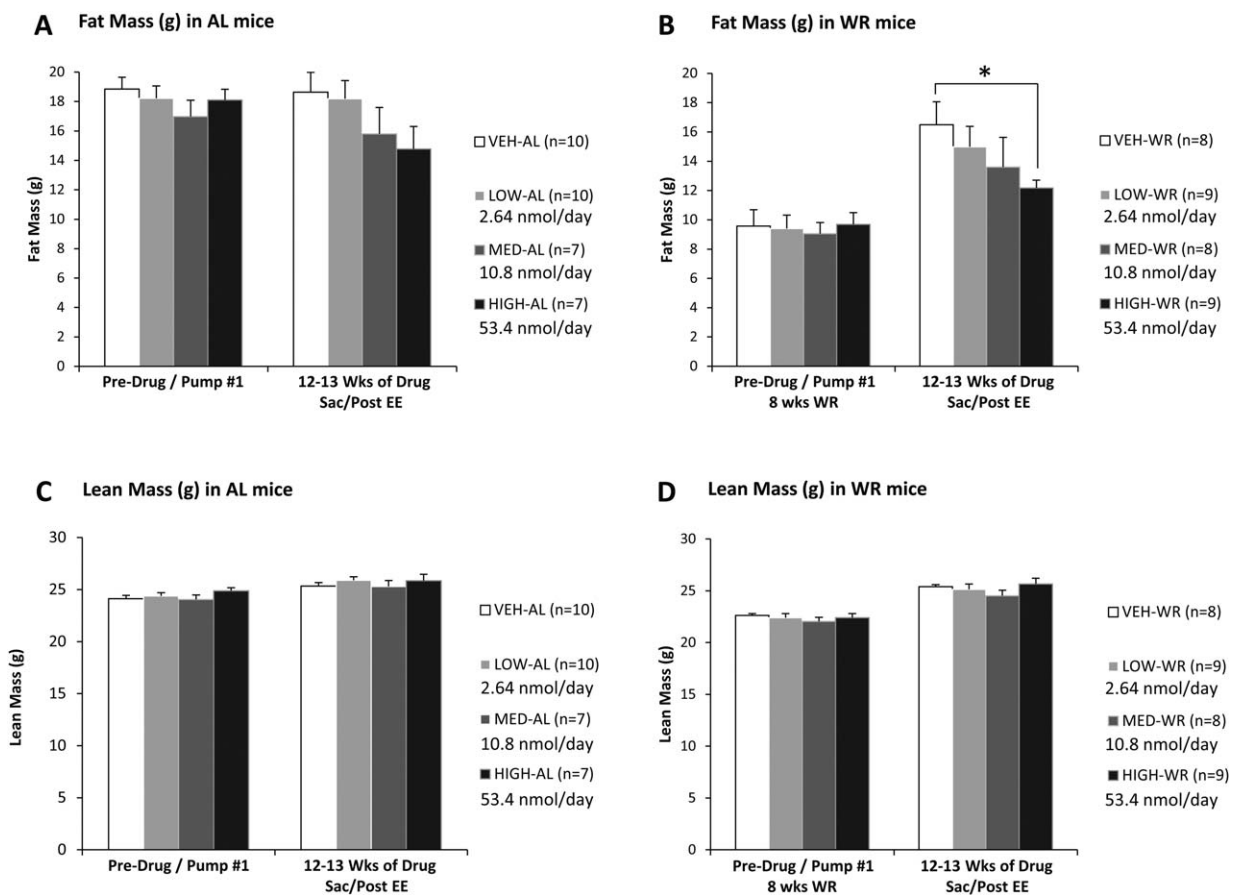 A Fat Mass (g) in AL mice
Fat Mass (g)
20
18
16
14
12
10
8
6
4
2
0
Pre-Drug / Pump #1
12-13 Wks of Drug
Sac/Post EE
VEH-AL (n=10)
LOW-AL (n=10)
2.64 nmol/day
MED-AL (n=7)
10.8 nmol/day
HIGH-AL (n=7)
53.4 nmol/day
B Fat Mass (g) in WR mice
Fat Mass (g)
20
18
16
14
12
10
8
6
4
2
0
*
Pre-Drug / Pump #1
8 wks WR
12-13 Wks of Drug
Sac/Post EE
VEH-WR (n=8)
LOW-WR (n=9)
2.64 nmol/day
MED-WR (n=8)
10.8 nmol/day
HIGH-WR (n=9)
53.4 nmol/day
C Lean Mass (g) in AL mice
Lean Mass (g)
30
25
20
15
10
5
0
Pre-Drug / Pump #1
12-13 Wks of Drug
Sac/Post EE
VEH-AL (n=10)
LOW-AL (n=10)
2.64 nmol/day
MED-AL (n=7)
10.8 nmol/day
HIGH-AL (n=7)
53.4 nmol/day
D Lean Mass (g) in WR mice
Lean Mass (g)
30
25
20
15
10
5
0
Pre-Drug / Pump #1
8 wks WR
12-13 Wks of Drug
Sac/Post EE
VEH-WR (n=8)
LOW-WR (n=9)
2.64 nmol/day
MED-WR (n=8)
10.8 nmol/day
HIGH-WR (n=9)
53.4 nmol/day